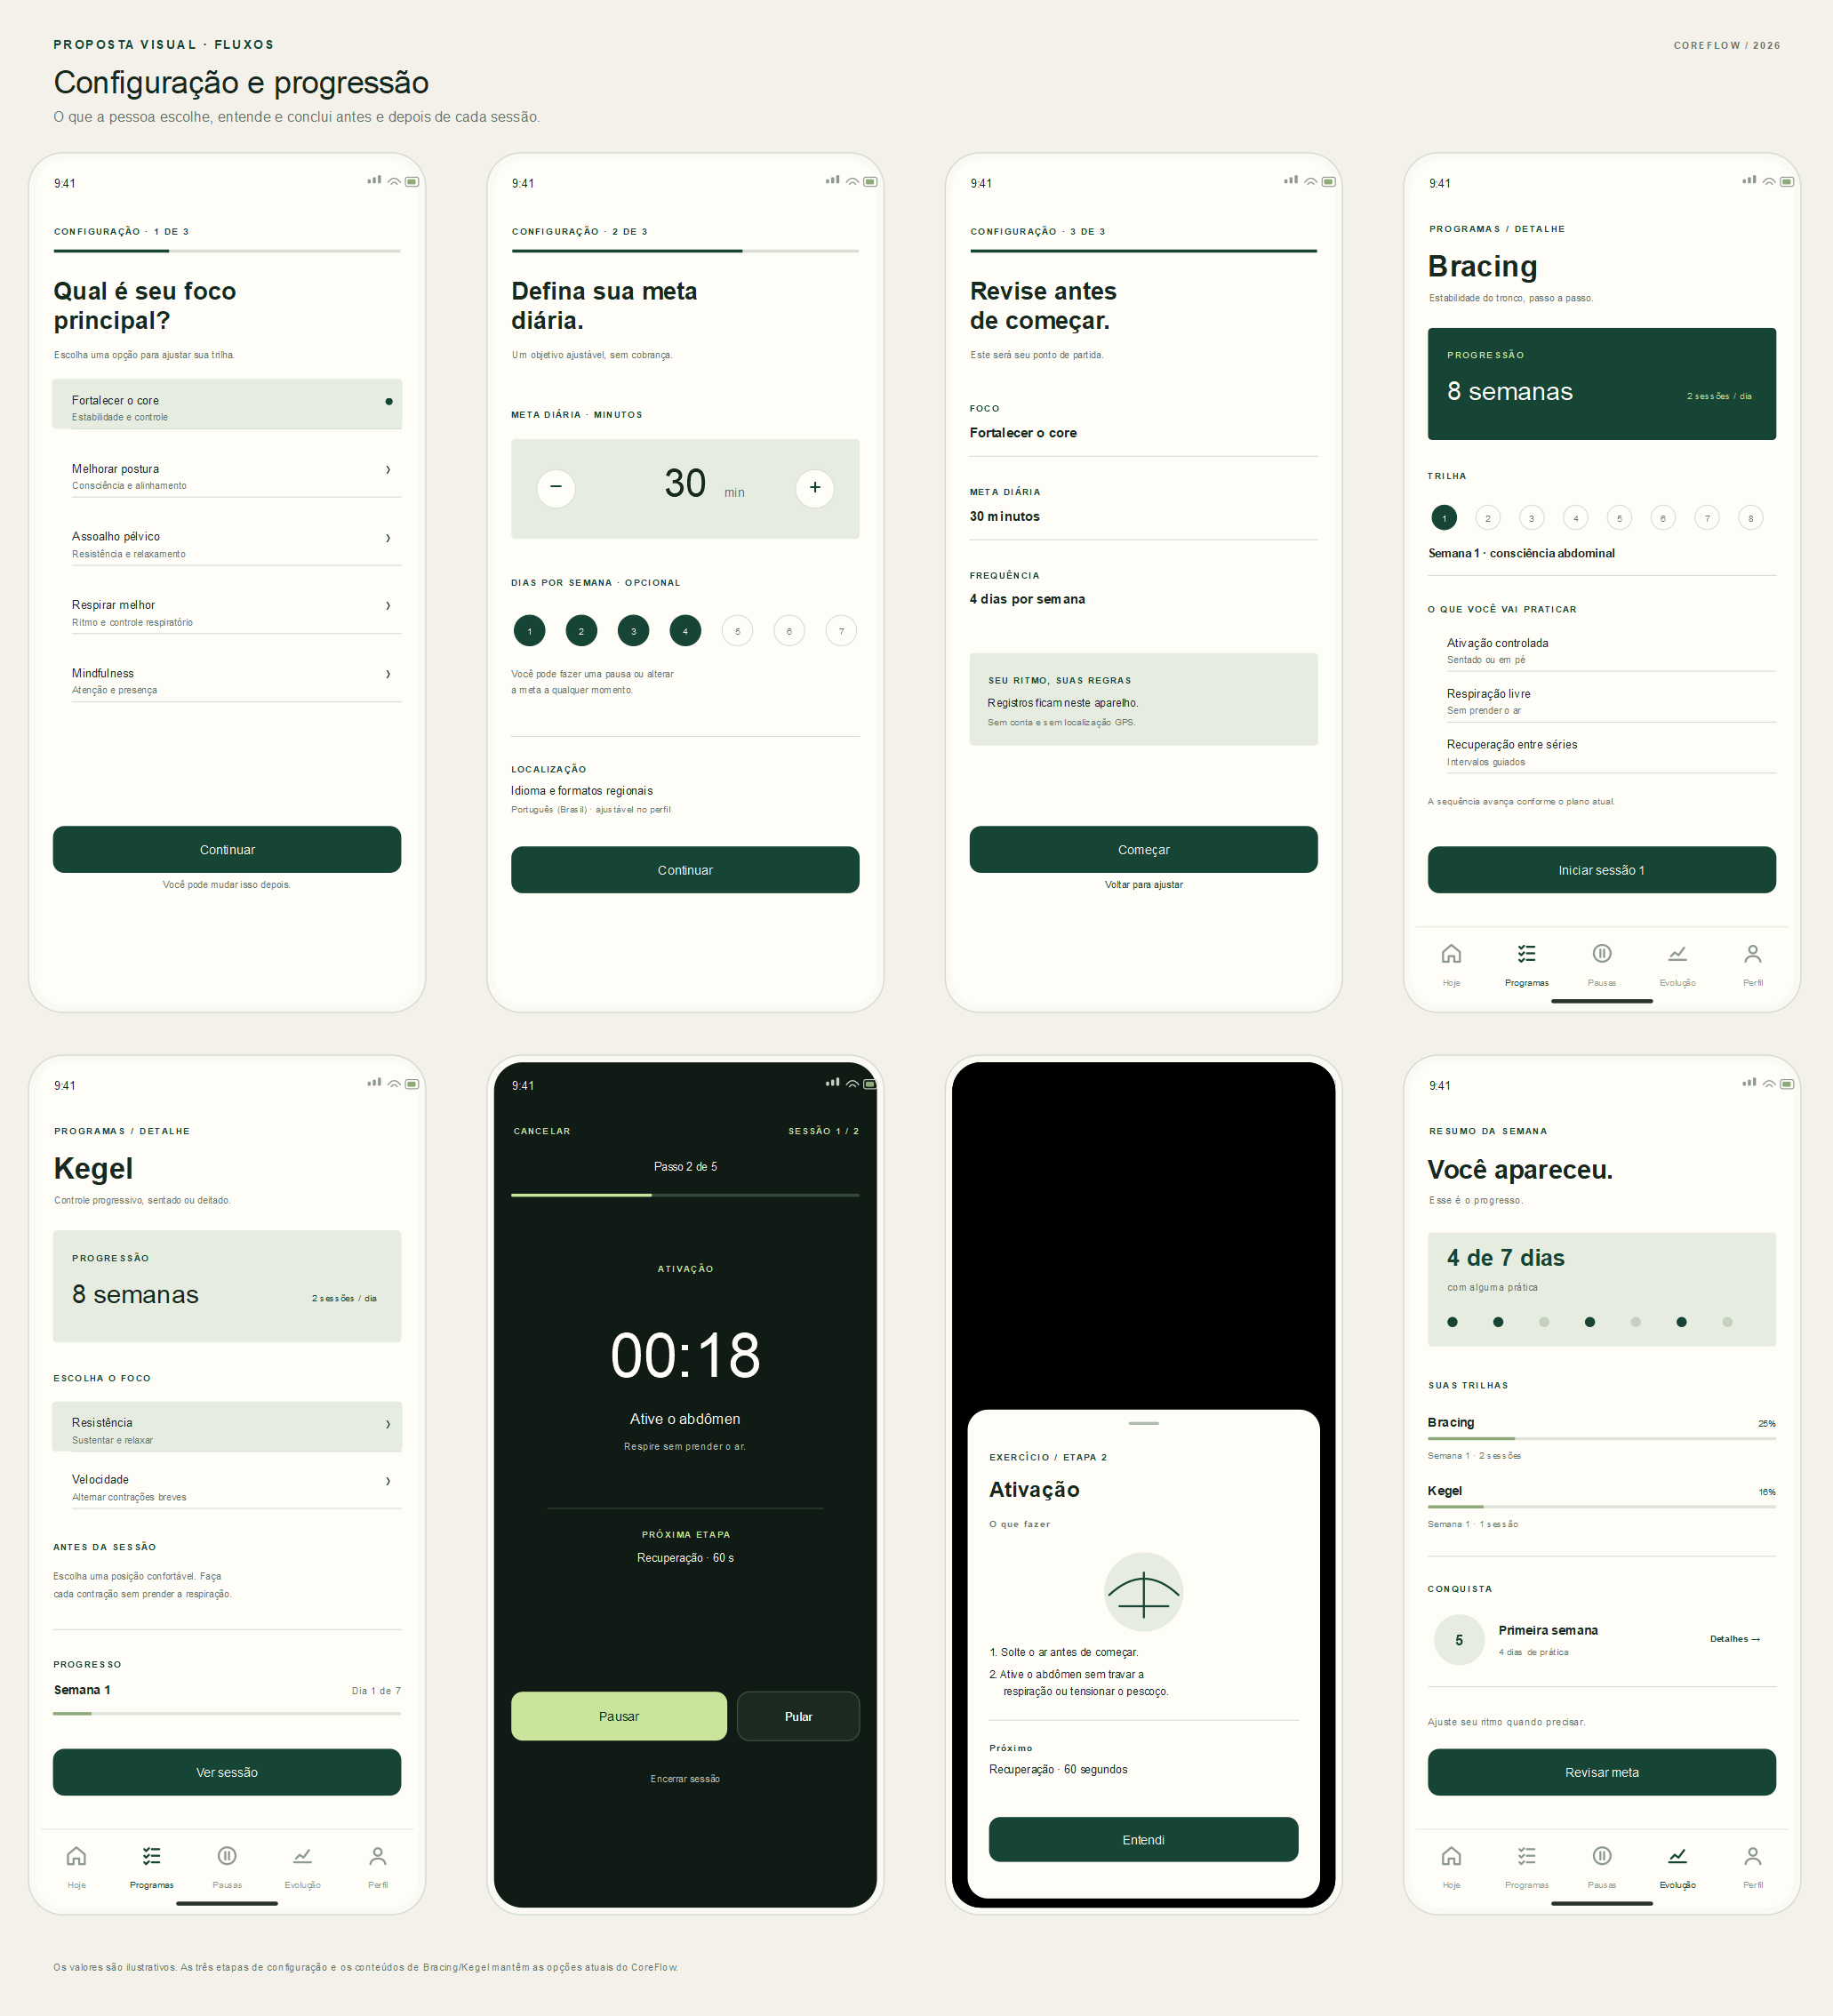 PROPOSTA VISUAL · FLUXOS
COREFLOW / 2026
Configuração e progressão
O que a pessoa escolhe, entende e conclui antes e depois de cada sessão.
9:41
CONFIGURAÇÃO · 1 DE 3
Qual é seu foco
principal?
Escolha uma opção para ajustar sua trilha.
Fortalecer o core
Estabilidade e controle
Melhorar postura
Consciência e alinhamento
Assoalho pélvico
Resistência e relaxamento
Respirar melhor
Ritmo e controle respiratório
Mindfulness
Atenção e presença
Continuar
Você pode mudar isso depois.
9:41
CONFIGURAÇÃO · 2 DE 3
Defina sua meta
diária.
Um objetivo ajustável, sem cobrança.
META DIÁRIA · MINUTOS
− 30 min +
DIAS POR SEMANA · OPCIONAL
1 2 3 4 5 6 7
Você pode fazer uma pausa ou alterar
a meta a qualquer momento.
LOCALIZAÇÃO
Idioma e formatos regionais
Português (Brasil) · ajustável no perfil
Continuar
9:41
CONFIGURAÇÃO · 3 DE 3
Revise antes
de começar.
Este será seu ponto de partida.
FOCO
Fortalecer o core
META DIÁRIA
30 minutos
FREQUÊNCIA
4 dias por semana
SEU RITMO, SUAS REGRAS
Registros ficam neste aparelho.
Sem conta e sem localização GPS.
Começar
Voltar para ajustar
9:41
PROGRAMAS / DETALHE
Bracing
Estabilidade do tronco, passo a passo.
PROGRESSÃO
8 semanas
2 sessões / dia
TRILHA
1 2 3 4 5 6 7 8
Semana 1 · consciência abdominal
O QUE VOCÊ VAI PRATICAR
Ativação controlada
Sentado ou em pé
Respiração livre
Sem prender o ar
Recuperação entre séries
Intervalos guiados
A sequência avança conforme o plano atual.
Iniciar sessão 1
Hoje Programas Pausas Evolução Perfil
9:41
PROGRAMAS / DETALHE
Kegel
Controle progressivo, sentado ou deitado.
PROGRESSÃO
8 semanas
2 sessões / dia
ESCOLHA O FOCO
Resistência
Sustentar e relaxar
Velocidade
Alternar contrações breves
ANTES DA SESSÃO
Escolha uma posição confortável. Faça
cada contração sem prender a respiração.
PROGRESSO
Semana 1
Dia 1 de 7
Ver sessão
Hoje Programas Pausas Evolução Perfil
9:41
CANCELAR
SESSÃO 1 / 2
Passo 2 de 5
ATIVAÇÃO
00:18
Ative o abdômen
Respire sem prender o ar.
PRÓXIMA ETAPA
Recuperação · 60 s
Pausar
Pular
Encerrar sessão
EXERCÍCIO / ETAPA 2
Ativação
O que fazer
1. Solte o ar antes de começar.
2. Ative o abdômen sem travar a
respiração ou tensionar o pescoço.
Próximo
Recuperação · 60 segundos
Entendi
9:41
RESUMO DA SEMANA
Você apareceu.
Esse é o progresso.
4 de 7 dias
com alguma prática
SUAS TRILHAS
Bracing
25%
Semana 1 · 2 sessões
Kegel
16%
Semana 1 · 1 sessão
CONQUISTA
5
Primeira semana
4 dias de prática
Detalhes →
Ajuste seu ritmo quando precisar.
Revisar meta
Hoje Programas Pausas Evolução Perfil
Os valores são ilustrativos. As três etapas de configuração e os conteúdos de Bracing/Kegel mantêm as opções atuais do CoreFlow.